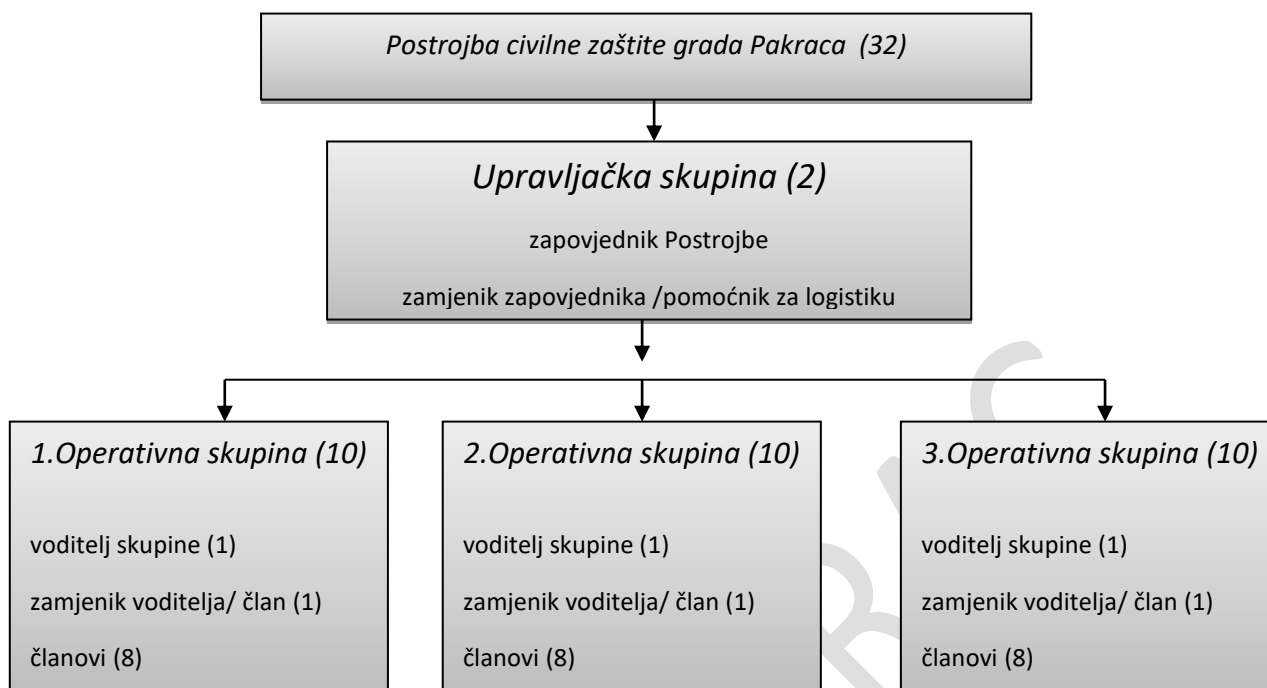 Postrojba civilne zaštite grada Pakraca (32)
Upravljačka skupina (2)
zapovjednik Postrojbe
zamjenik zapovjednika /pomoćnik za logistiku
1.Operativna skupina (10)
voditelj skupine (1)
zamjenik voditelja/ član (1)
članovi (8)
2.Operativna skupina (10)
voditelj skupine (1)
zamjenik voditelja/ član (1)
članovi (8)
3.Operativna skupina (10)
voditelj skupine (1)
zamjenik voditelja/ član (1)
članovi (8)